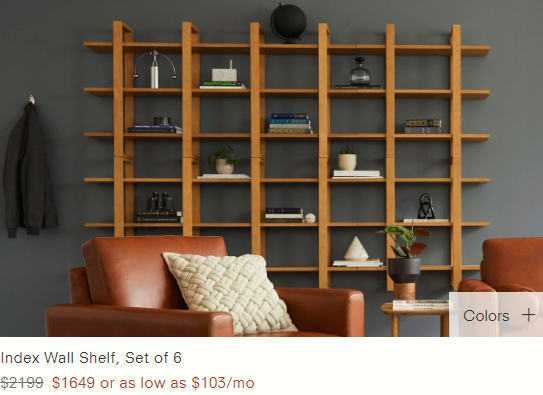 Colors +
Index Wall Shelf, Set of 6
$2199 $1649 or as low as $103/mo